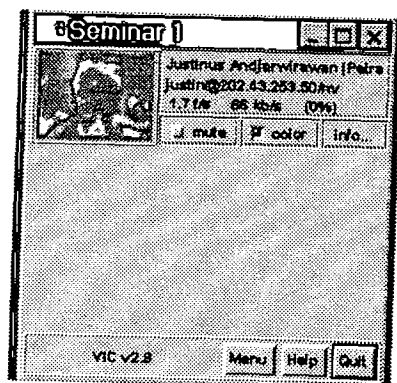 Seminar 1
Justinus Andjarwirawan (Petra
justin@202.43.253.50/nv
1.7 f/s 66 kb/s (0%)
mute color info...
VIC v2.8 Menu Help Quit